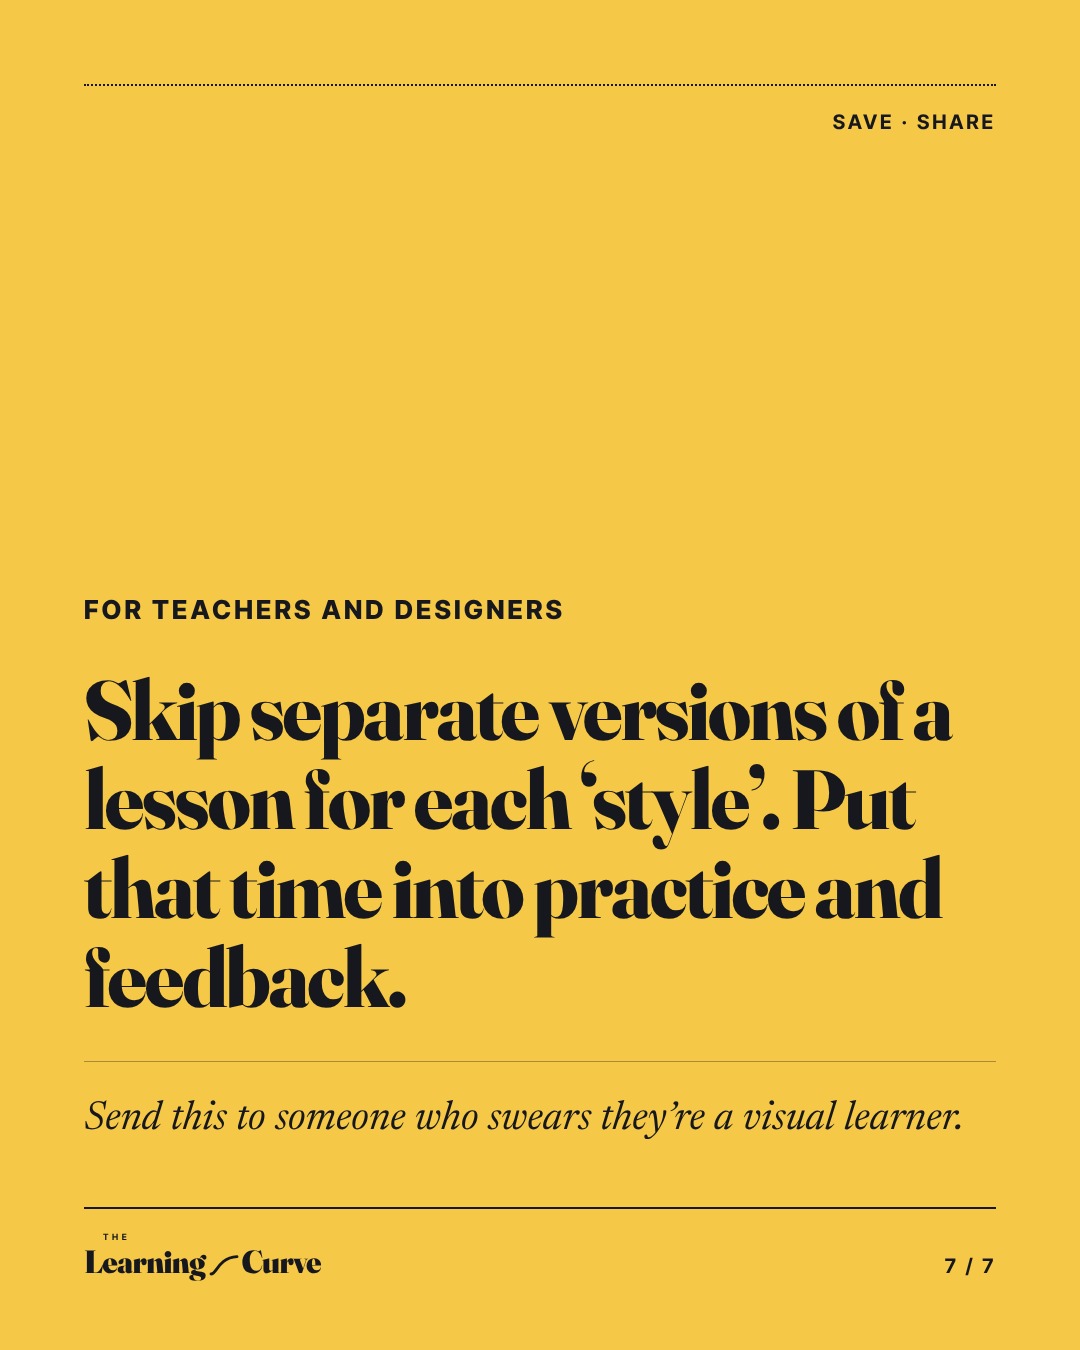 SAVE · SHARE
FOR TEACHERS AND DESIGNERS
Skip separate versions of a
lesson for each ‘style’. Put
that time into practice and
feedback.
Send this to someone who swears they’re a visual learner.
THE
Learning Curve
7 / 7